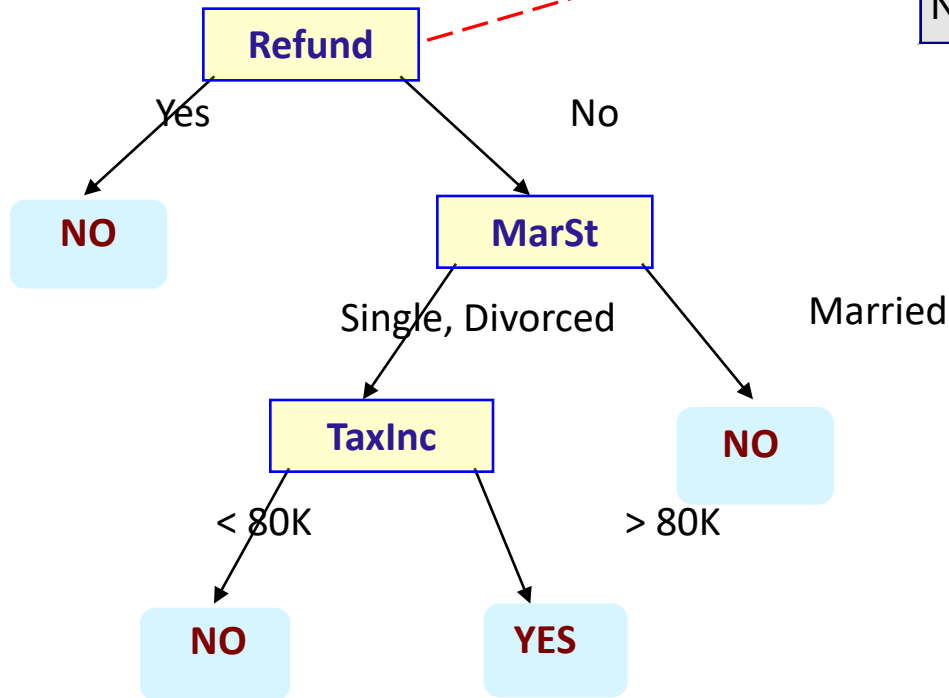 Refund
Yes
No
NO
MarSt
Single, Divorced
Married
TaxInc
NO
< 80K
> 80K
NO
YES